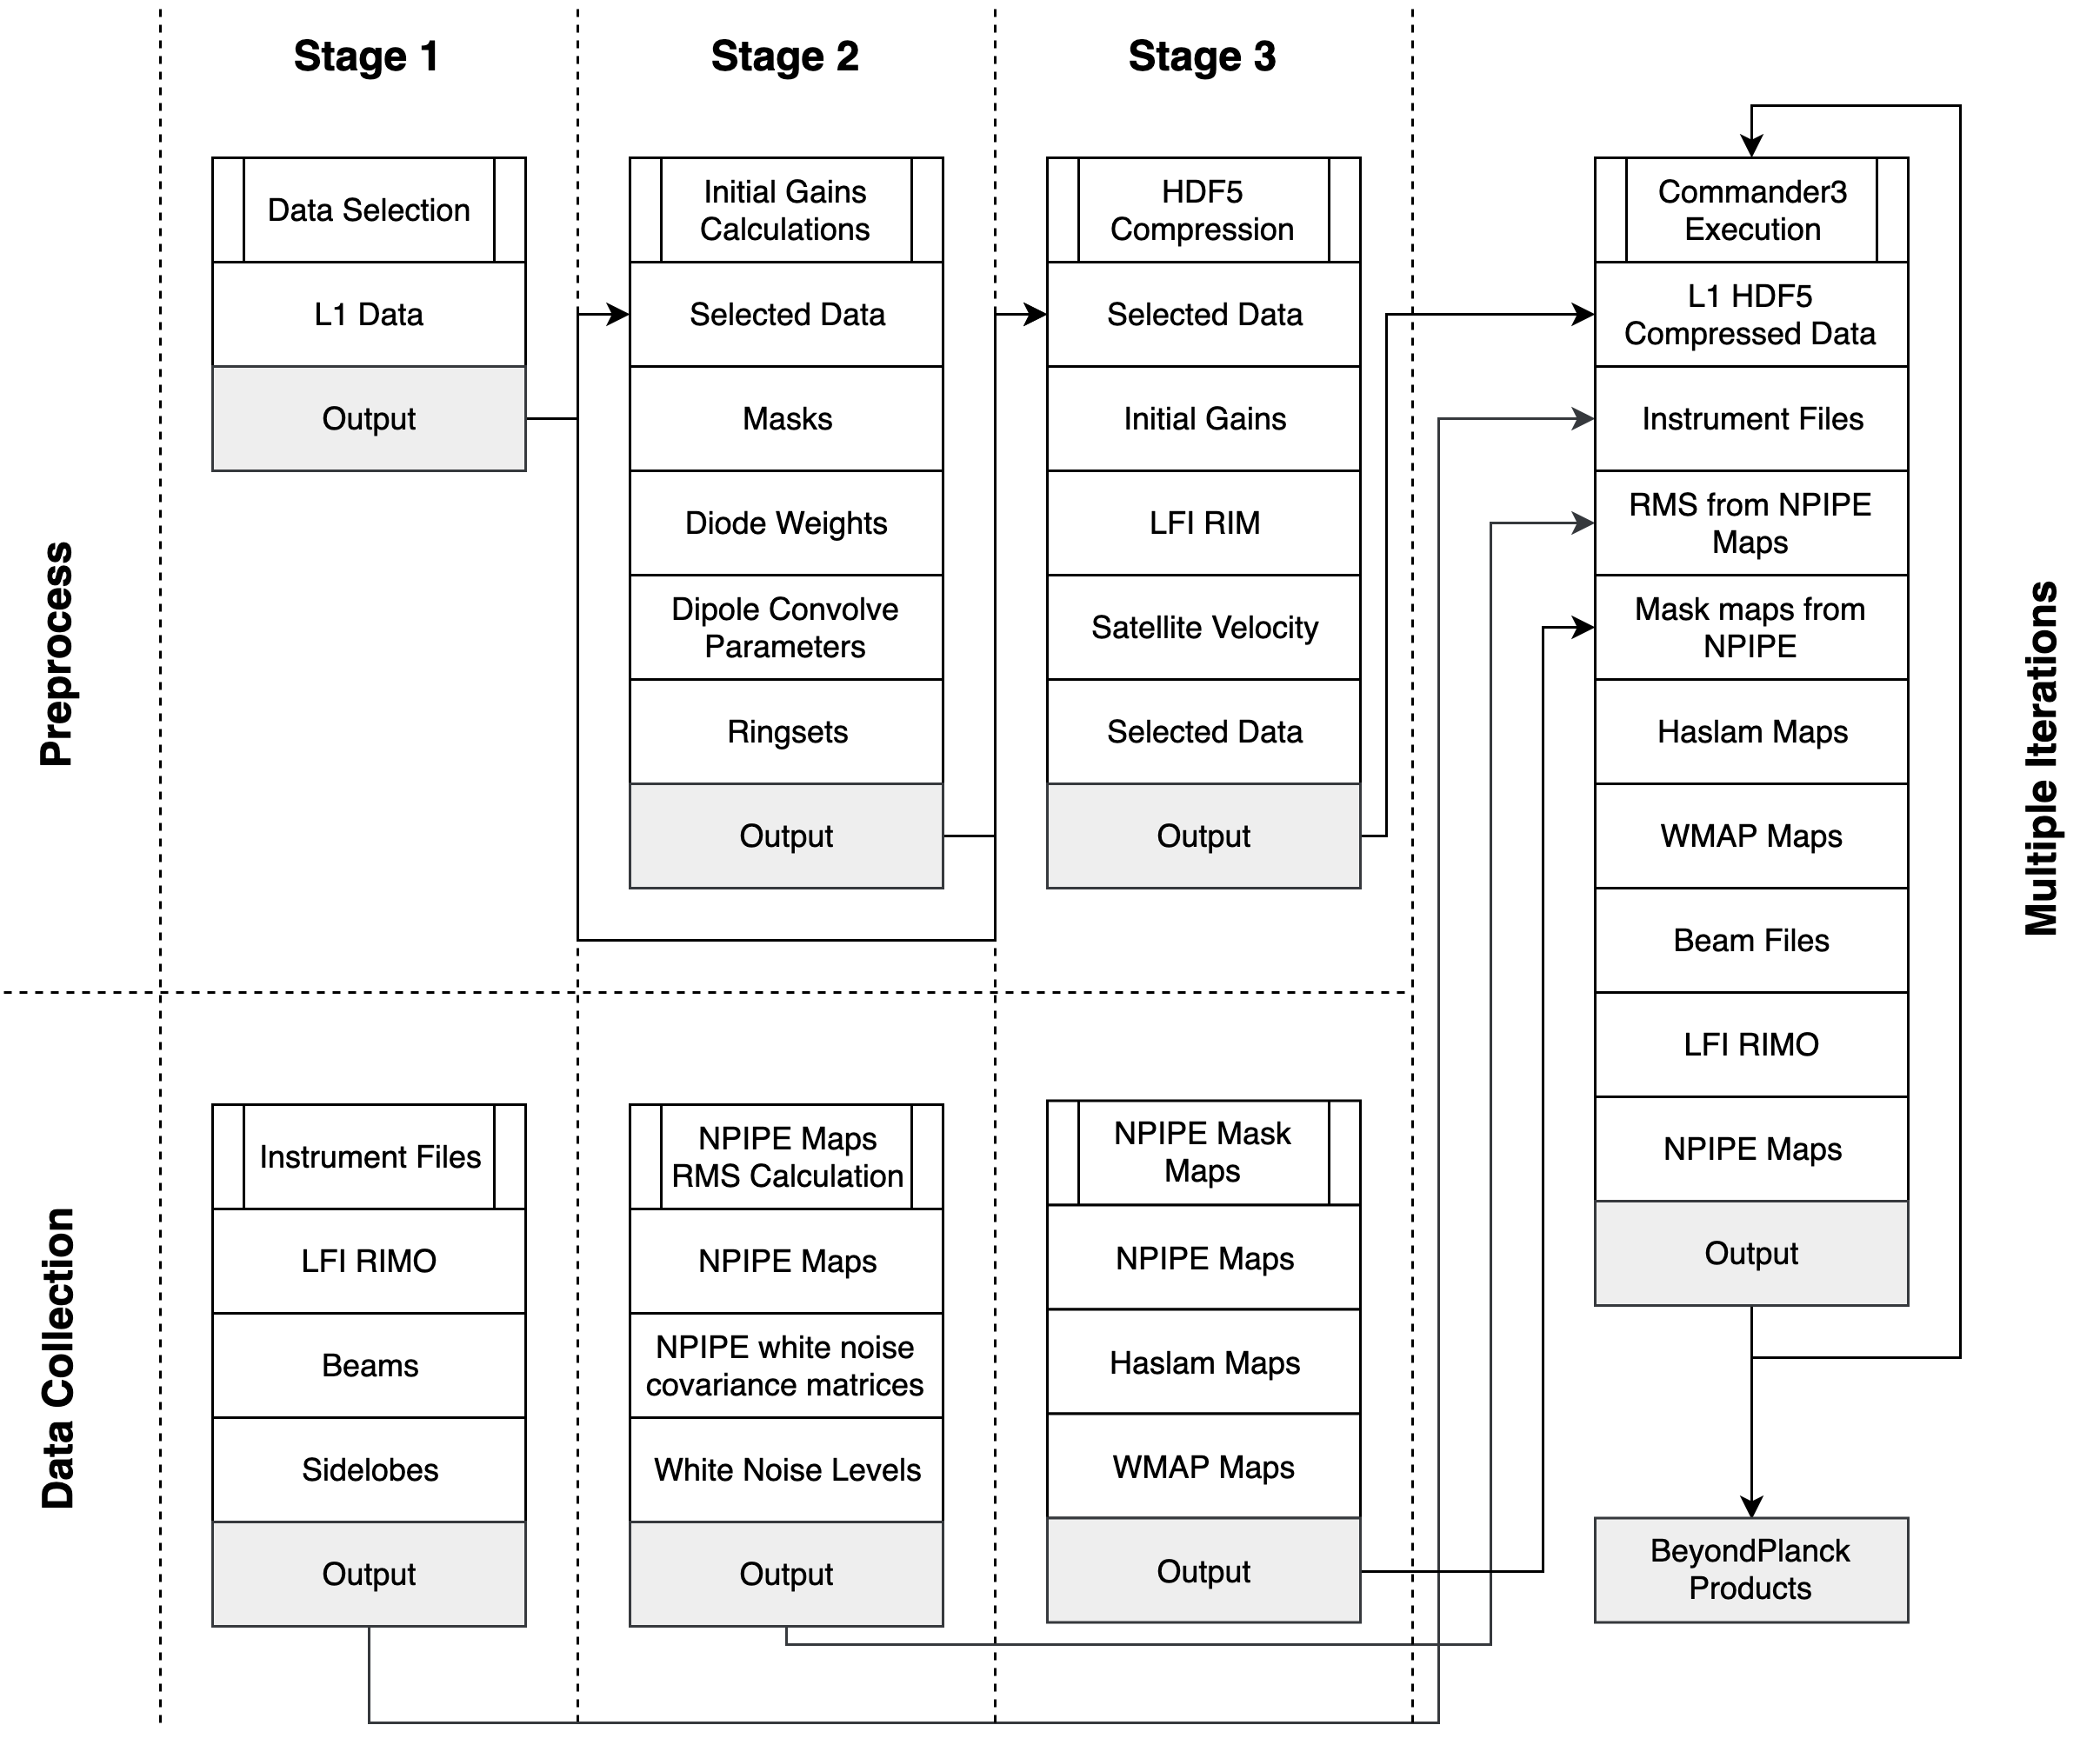 Stage 1
Stage 2
Stage 3
Preprocess
Data Selection
L1 Data
Output
Initial Gains
Calculations
Selected Data
Masks
Diode Weights
Dipole Convolve
Parameters
Ringsets
Output
HDF5
Compression
Selected Data
Initial Gains
LFI RIM
Satellite Velocity
Selected Data
Output
Commander3
Execution
L1 HDF5
Compressed Data
Instrument Files
RMS from NPIPE
Maps
Mask maps from
NPIPE
Haslam Maps
WMAP Maps
Beam Files
LFI RIMO
NPIPE Maps
Output
Multiple Iterations
Data Collection
Instrument Files
LFI RIMO
Beams
Sidelobes
Output
NPIPE Maps
RMS Calculation
NPIPE Maps
NPIPE white noise
covariance matrices
White Noise Levels
Output
NPIPE Mask
Maps
NPIPE Maps
Haslam Maps
WMAP Maps
Output
BeyondPlanck
Products